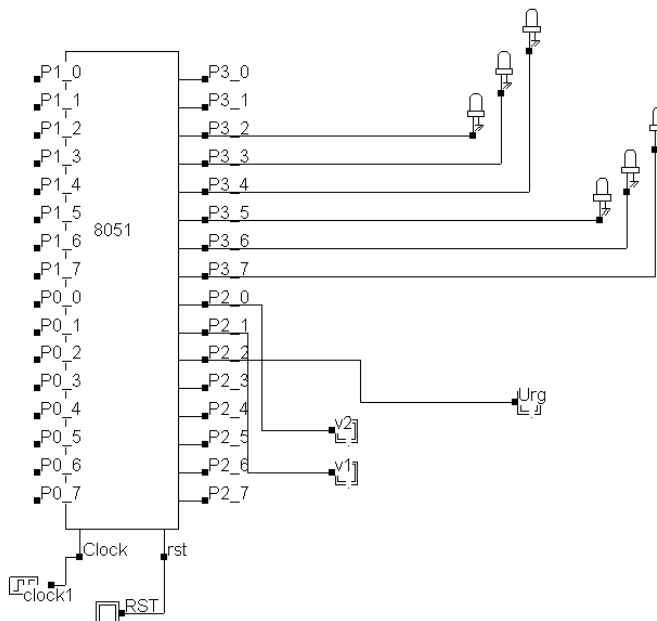 P1_0 P3_0
P1_1 P3_1
P1_2 P3_2
P1_3 P3_3
P1_4 P3_4
P1_5 P3_5
8051
P1_6 P3_6
P1_7 P3_7
P0_0 P2_0
P0_1 P2_1
P0_2 P2_2
P0_3 P2_3
Urg
P0_4 P2_4
v2
P0_5 P2_5
P0_6 P2_6
v1
P0_7 P2_7
Clock rst
clock1
RST